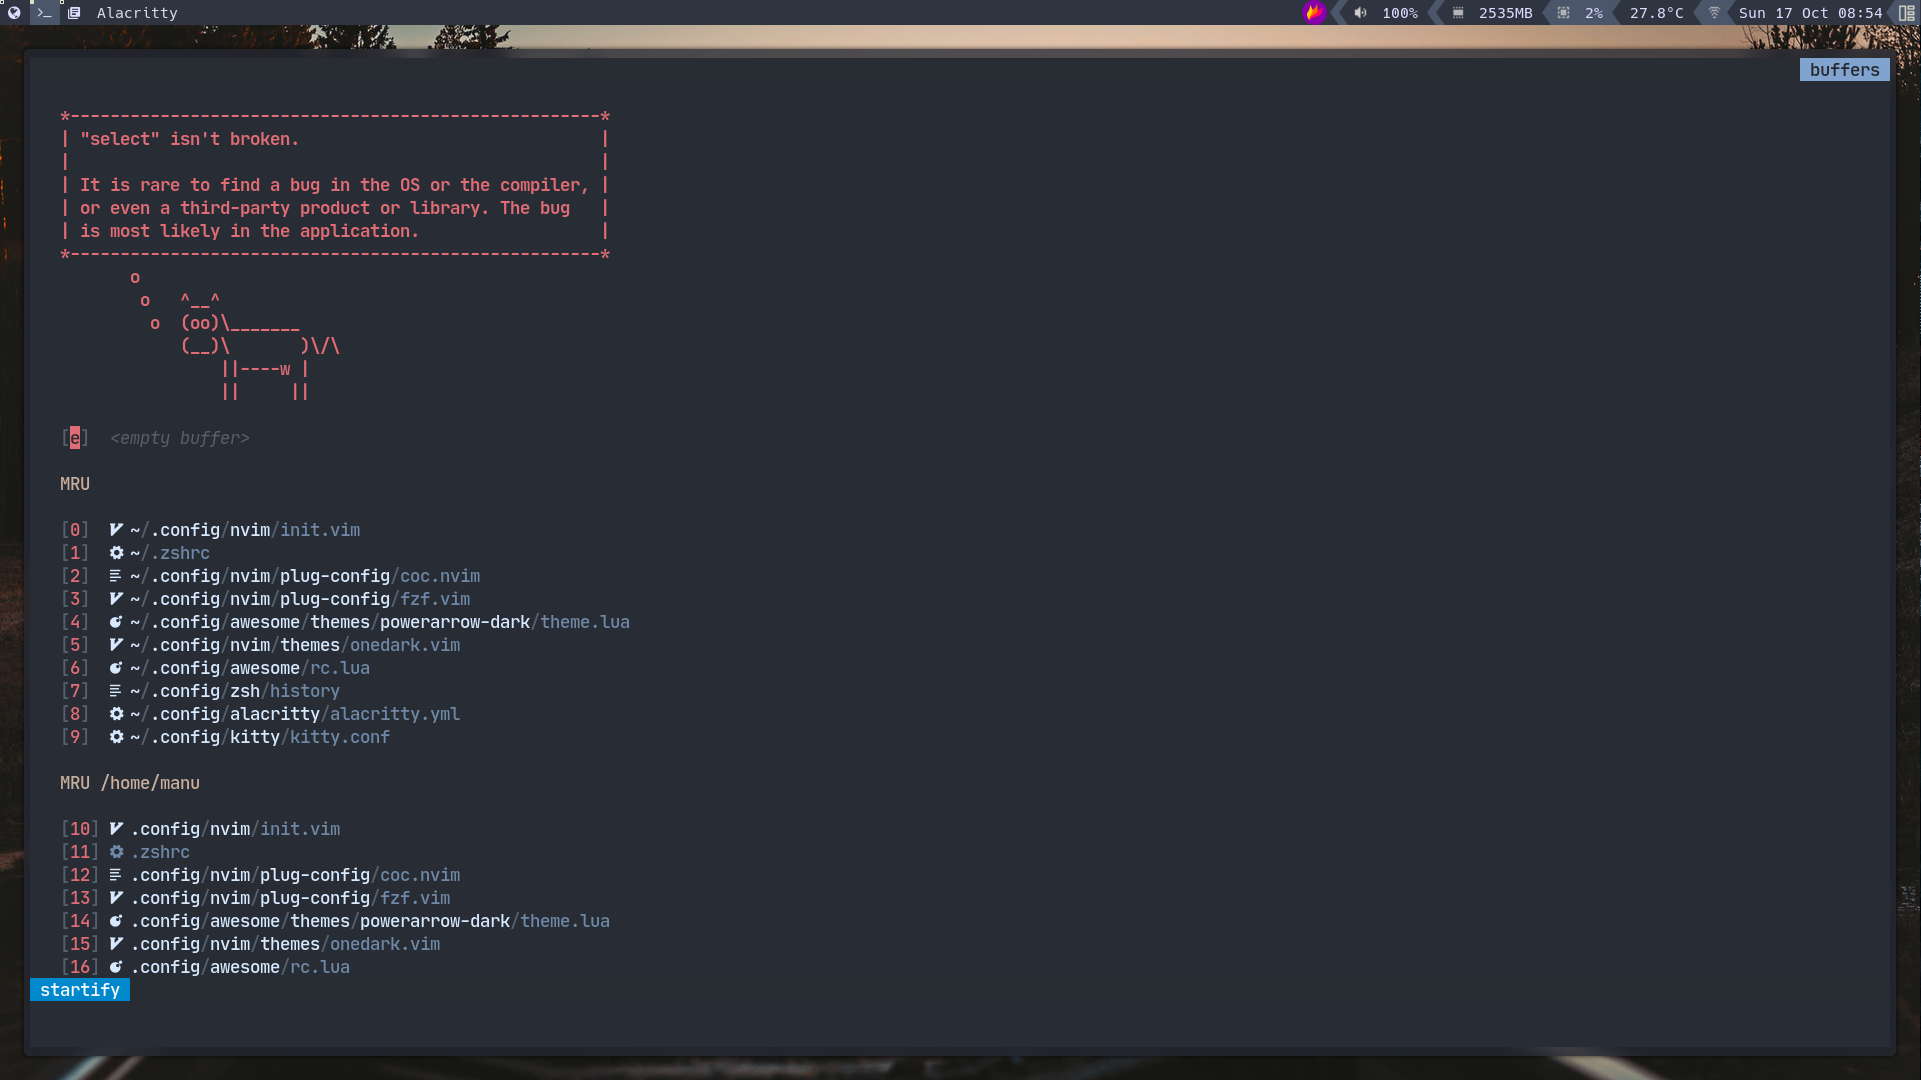 Alacritty 100% 2535MB 2% 27.8°C Sun 17 Oct 08:54
buffers
*-----------------------------------------------------*
| "select" isn't broken.                              |
|                                                     |
| It is rare to find a bug in the OS or the compiler, |
| or even a third-party product or library. The bug   |
| is most likely in the application.                  |
*-----------------------------------------------------*
       o
        o   ^__^
         o  (oo)\_______
            (__)\       )\/\
                ||----w |
                ||     ||
[e]  <empty buffer>
MRU
[0] ~/.config/nvim/init.vim
[1] ~/.zshrc
[2] ~/.config/nvim/plug-config/coc.nvim
[3] ~/.config/nvim/plug-config/fzf.vim
[4] ~/.config/awesome/themes/powerarrow-dark/theme.lua
[5] ~/.config/nvim/themes/onedark.vim
[6] ~/.config/awesome/rc.lua
[7] ~/.config/zsh/history
[8] ~/.config/alacritty/alacritty.yml
[9] ~/.config/kitty/kitty.conf
MRU /home/manu
[10] .config/nvim/init.vim
[11] .zshrc
[12] .config/nvim/plug-config/coc.nvim
[13] .config/nvim/plug-config/fzf.vim
[14] .config/awesome/themes/powerarrow-dark/theme.lua
[15] .config/nvim/themes/onedark.vim
[16] .config/awesome/rc.lua
startify